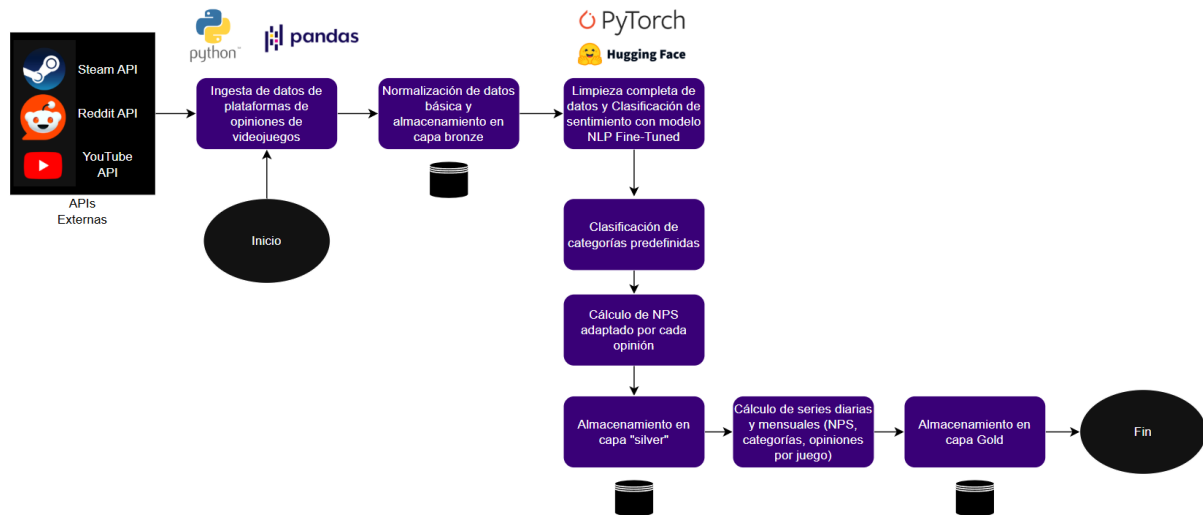 python™
pandas
PyTorch
Hugging Face
Steam API
Reddit API
YouTube
API
APIs
Externas
Ingesta de datos de
plataformas de
opiniones de
videojuegos
Normalización de datos
básica y
almacenamiento en
capa bronze
Limpieza completa de
datos y Clasificación de
sentimiento con modelo
NLP Fine-Tuned
Inicio
Clasificación de
categorías predefinidas
Cálculo de NPS
adaptado por cada
opinión
Almacenamiento en
capa "silver"
Cálculo de series diarias
y mensuales (NPS,
categorías, opiniones
por juego)
Almacenamiento en
capa Gold
Fin